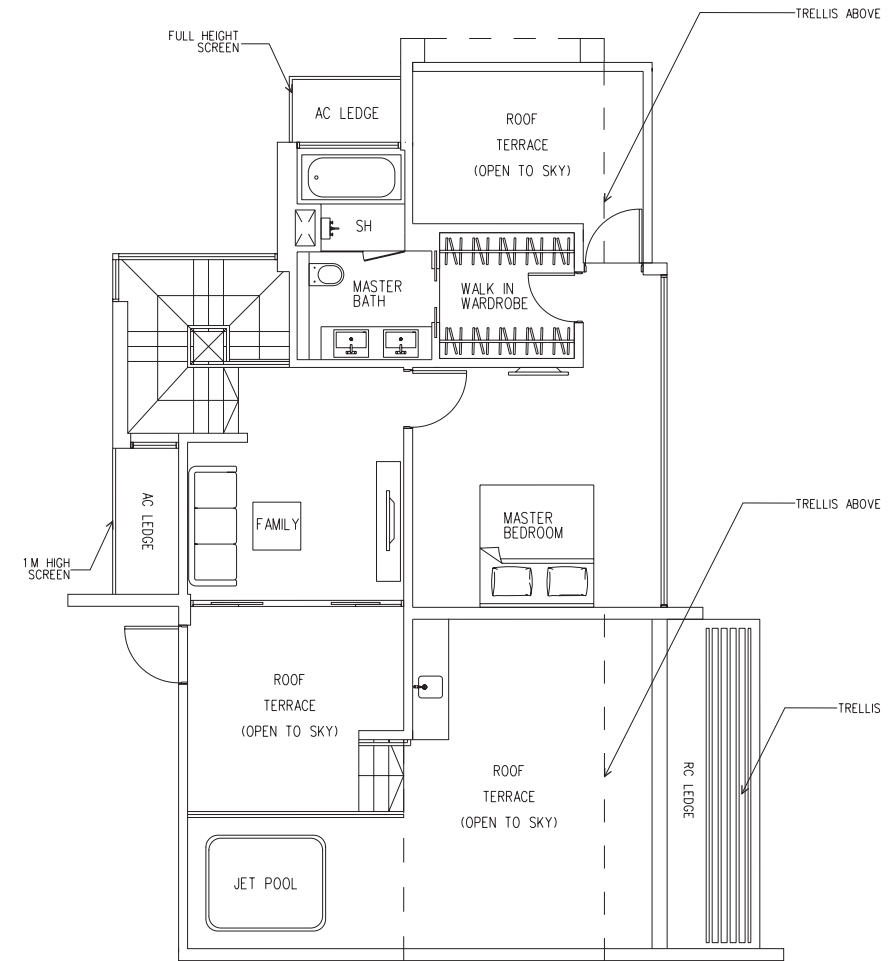 TRELLIS ABOVE
FULL HEIGHT
SCREEN
AC LEDGE
ROOF
TERRACE
(OPEN TO SKY)
SH
MASTER
BATH
WALK IN
WARDROBE
AC LEDGE
FAMILY
MASTER
BEDROOM
TRELLIS ABOVE
1M HIGH
SCREEN
ROOF
TERRACE
(OPEN TO SKY)
TRELLIS
ROOF
TERRACE
(OPEN TO SKY)
RC LEDGE
JET POOL